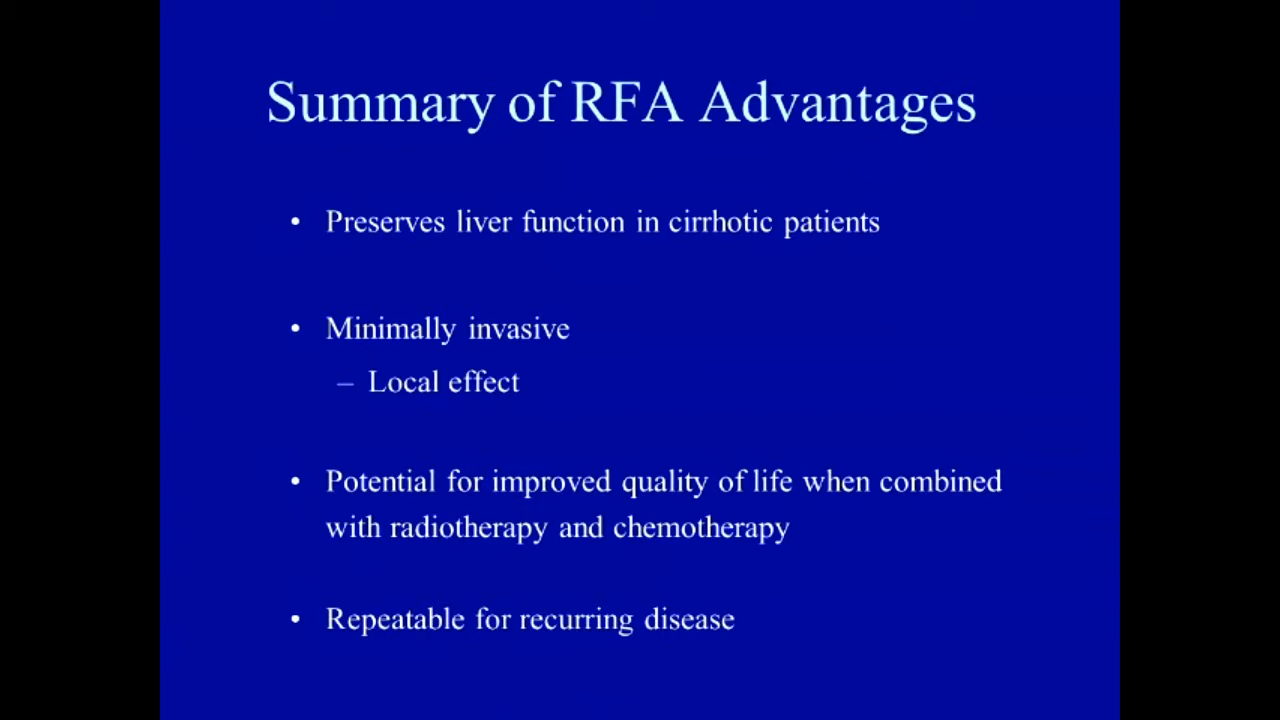 Summary of RFA Advantages
• Preserves liver function in cirrhotic patients
• Minimally invasive
– Local effect
• Potential for improved quality of life when combined
with radiotherapy and chemotherapy
• Repeatable for recurring disease